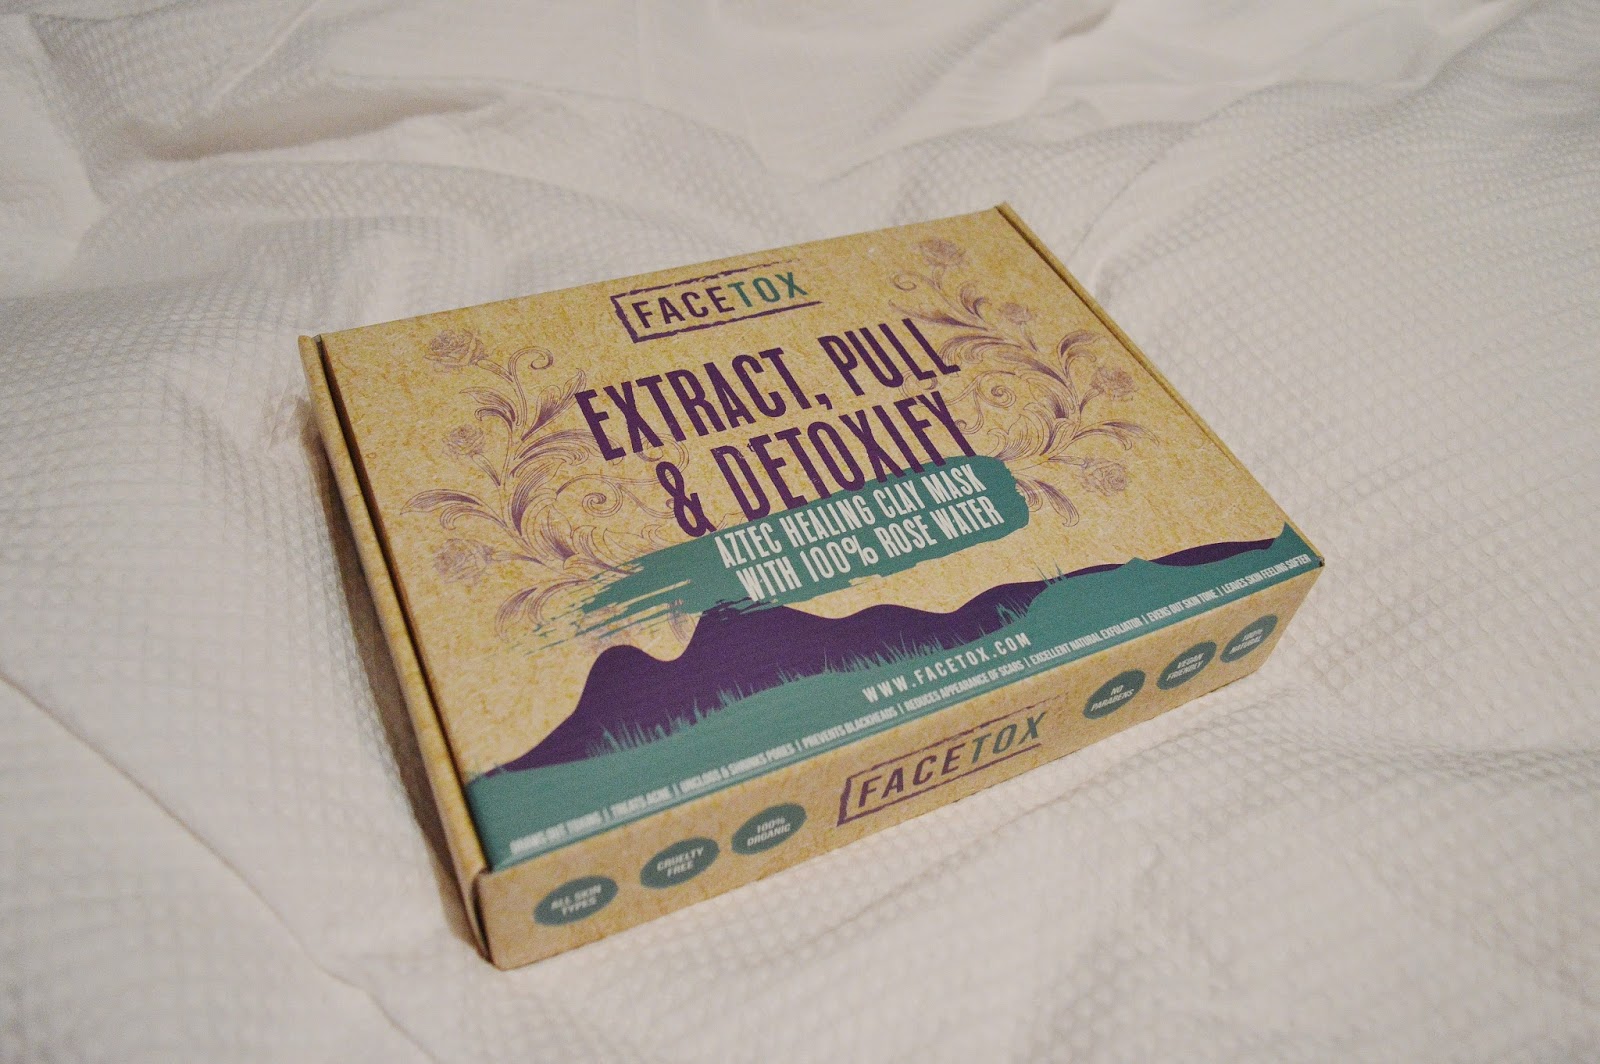 FACETOX
EXTRACT, PULL
& DETOXIFY
AZTEC HEALING CLAY MASK
WITH 100% ROSE WATER
WWW.FACETOX.COM
DRAWS OUT TOXINS | TREATS ACNE | UNCLOGS & SHRINKS PORES | PREVENTS BLACKHEADS | REDUCES APPEARANCE OF SCARS | EXCELLENT NATURAL EXFOLIATOR | EVENS OUT SKIN TONE | LEAVES SKIN FEELING SOFTER
ALL SKIN
TYPES
CRUELTY
FREE
100%
ORGANIC
FACETOX
NO
PARABENS
VEGAN
FRIENDLY
100%
NATURAL